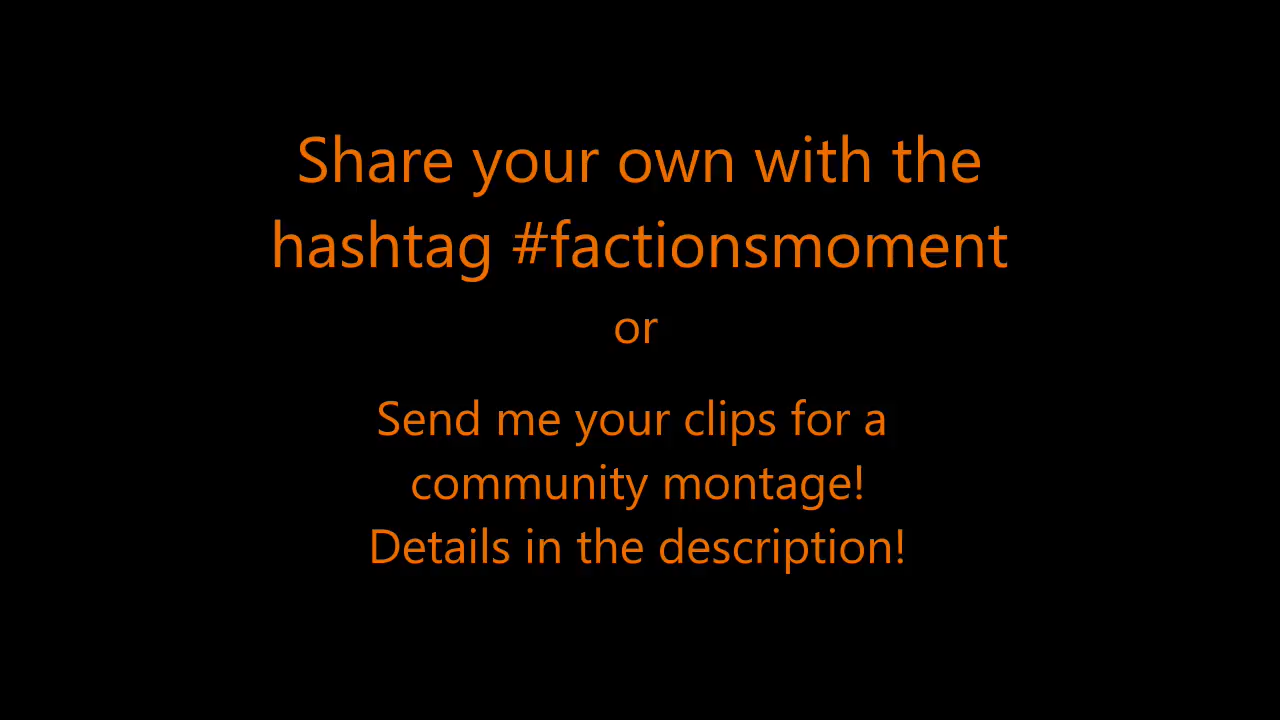 Share your own with the
hashtag #factionsmoment
or
Send me your clips for a
community montage!
Details in the description!